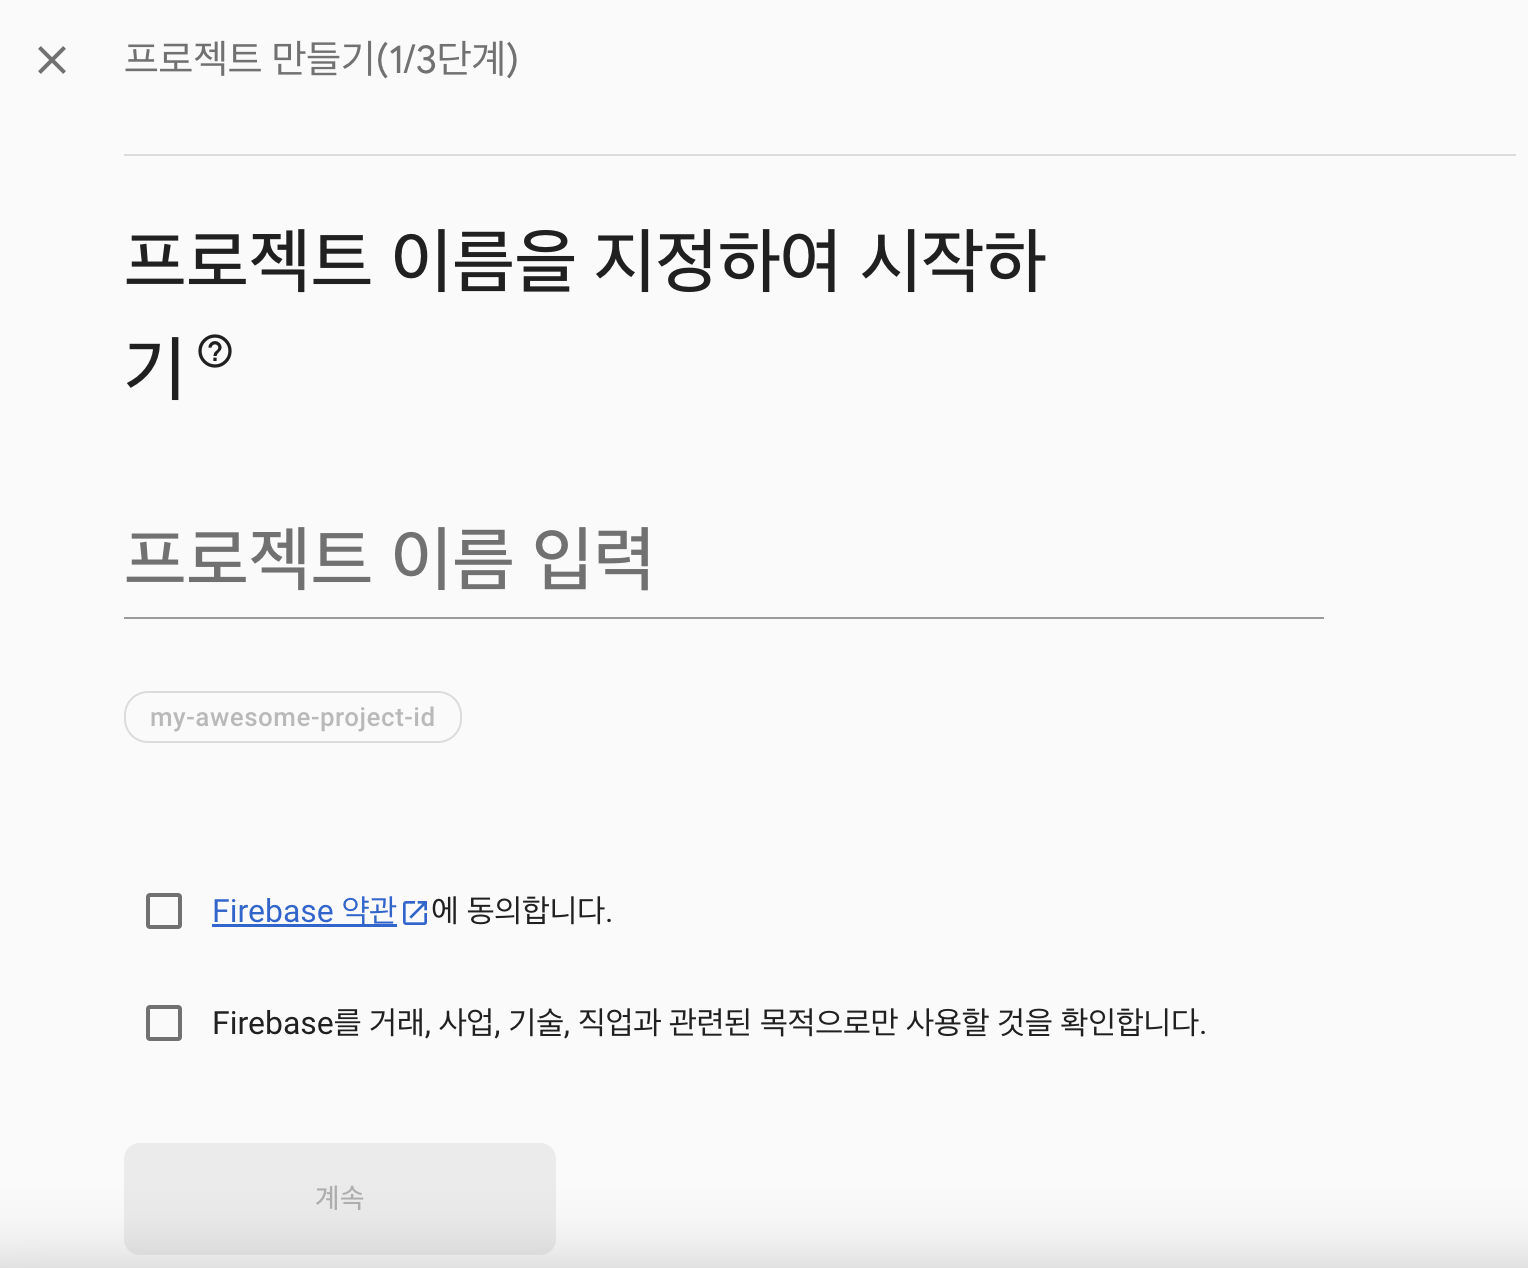 프로젝트 만들기(1/3단계)
프로젝트 이름을 지정하여 시작하
기
프로젝트 이름 입력
my-awesome-project-id
Firebase 약관에 동의합니다.
Firebase를 거래, 사업, 기술, 직업과 관련된 목적으로만 사용할 것을 확인합니다.
계속